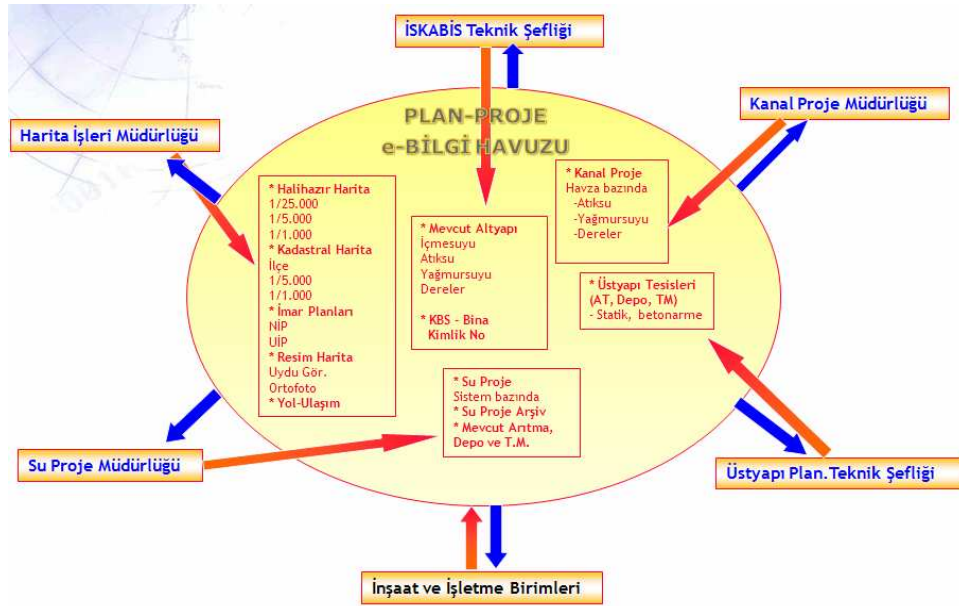 İSKABİS Teknik Şefliği
Kanal Proje Müdürlüğü
Harita İşleri Müdürlüğü
PLAN-PROJE
e-BİLGİ HAVUZU
* Halihazır Harita
1/25.000
1/5.000
1/1.000
* Kadastral Harita
İlçe
1/5.000
1/1.000
* İmar Planları
NİP
UİP
* Resim Harita
Uydu Gör.
Ortofoto
* Yol-Ulaşım
* Mevcut Altyapı
İçmesuyu
Atıksu
Yağmursuyu
Dereler
* KBS - Bina
Kimlik No
* Kanal Proje
Havza bazında
-Atıksu
-Yağmursuyu
-Dereler
* Üstyapı Tesisleri
(AT, Depo, TM)
- Statik, betonarme
* Su Proje
Sistem bazında
* Su Proje Arşiv
* Mevcut Arıtma,
Depo ve T.M.
Su Proje Müdürlüğü
Üstyapı Plan.Teknik Şefliği
İnşaat ve İşletme Birimleri